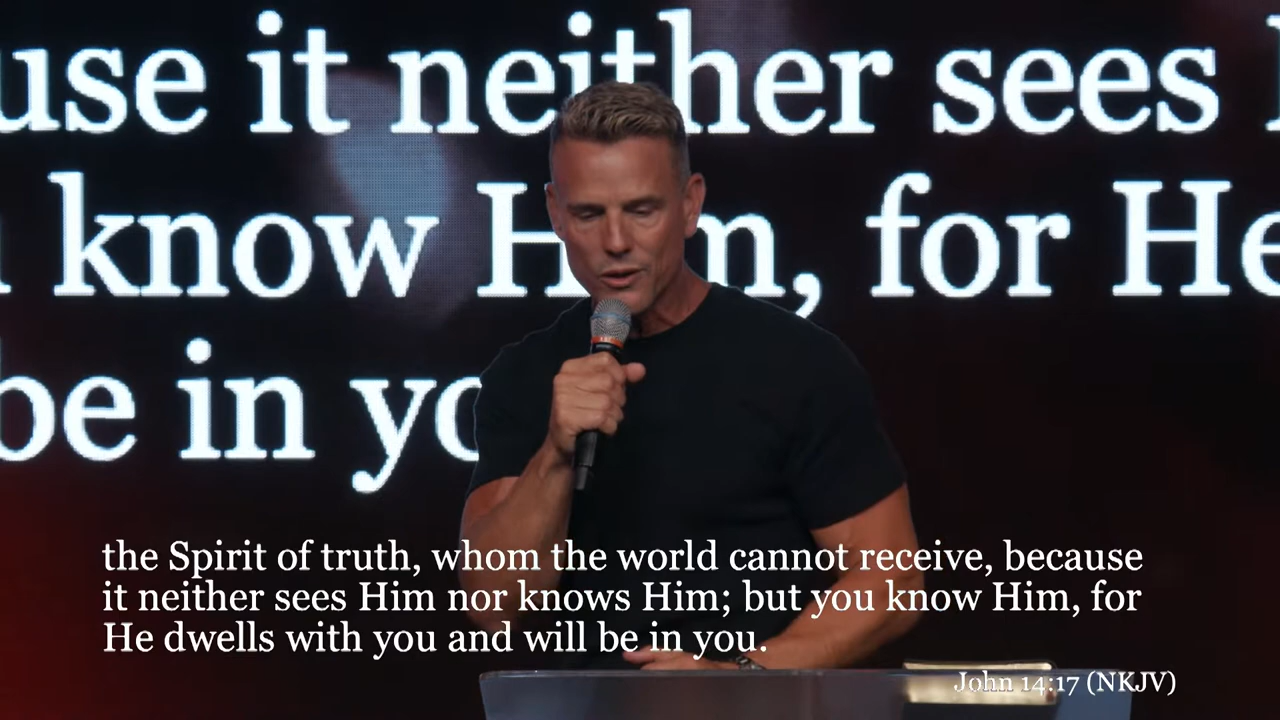 use it neither sees
know Him, for He
be in yo
the Spirit of truth, whom the world cannot receive, because
it neither sees Him nor knows Him; but you know Him, for
He dwells with you and will be in you.
John 14:17 (NKJV)